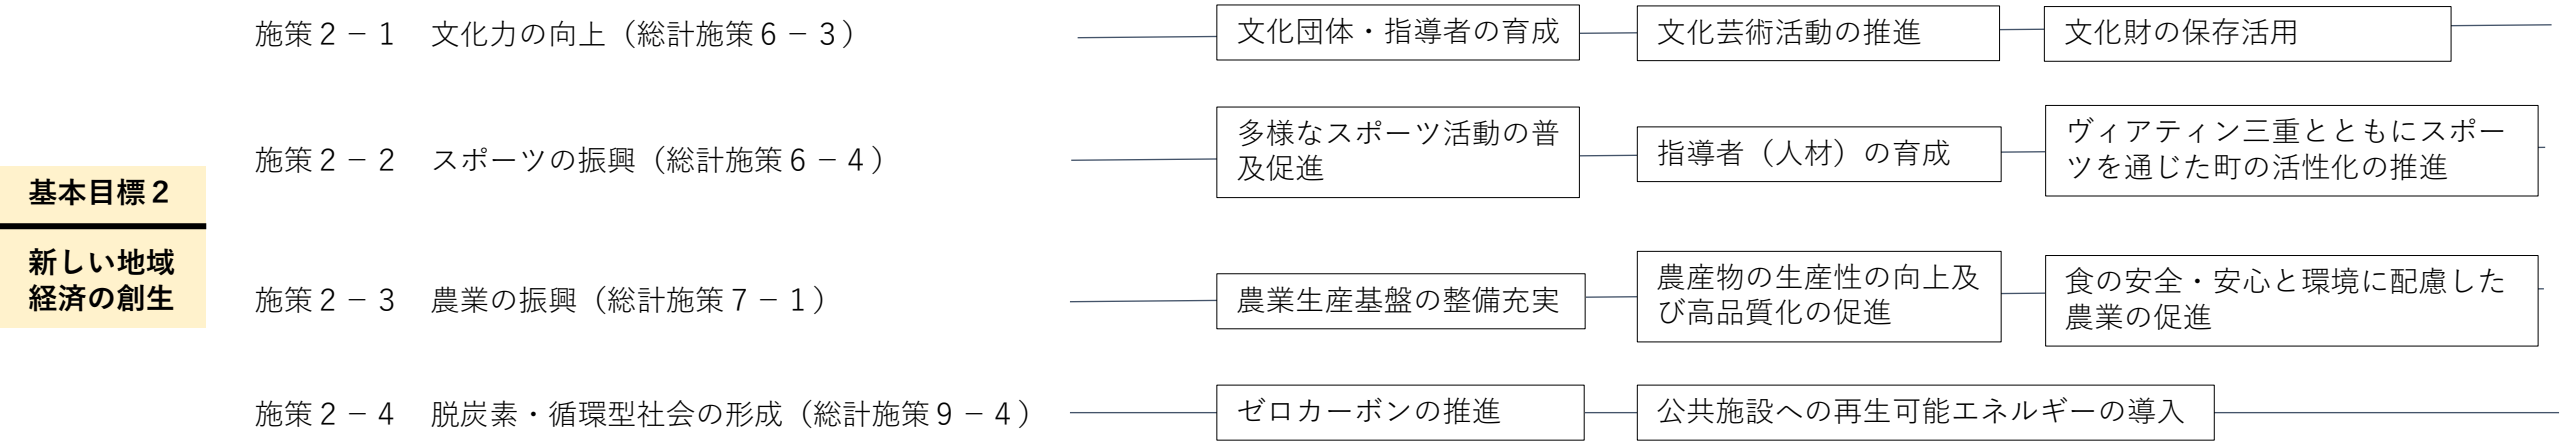 基本目標２
新しい地域
経済の創生
施策２－１　文化力の向上（総計施策６－３）
文化団体・指導者の育成
文化芸術活動の推進
文化財の保存活用
施策２－２　スポーツの振興（総計施策６－４）
多様なスポーツ活動の普
及促進
指導者（人材）の育成
ヴィアティン三重とともにスポー
ツを通じた町の活性化の推進
施策２－３　農業の振興（総計施策７－１）
農業生産基盤の整備充実
農産物の生産性の向上及
び高品質化の促進
食の安全・安心と環境に配慮した
農業の促進
施策２－４　脱炭素・循環型社会の形成（総計施策９－４）
ゼロカーボンの推進
公共施設への再生可能エネルギーの導入